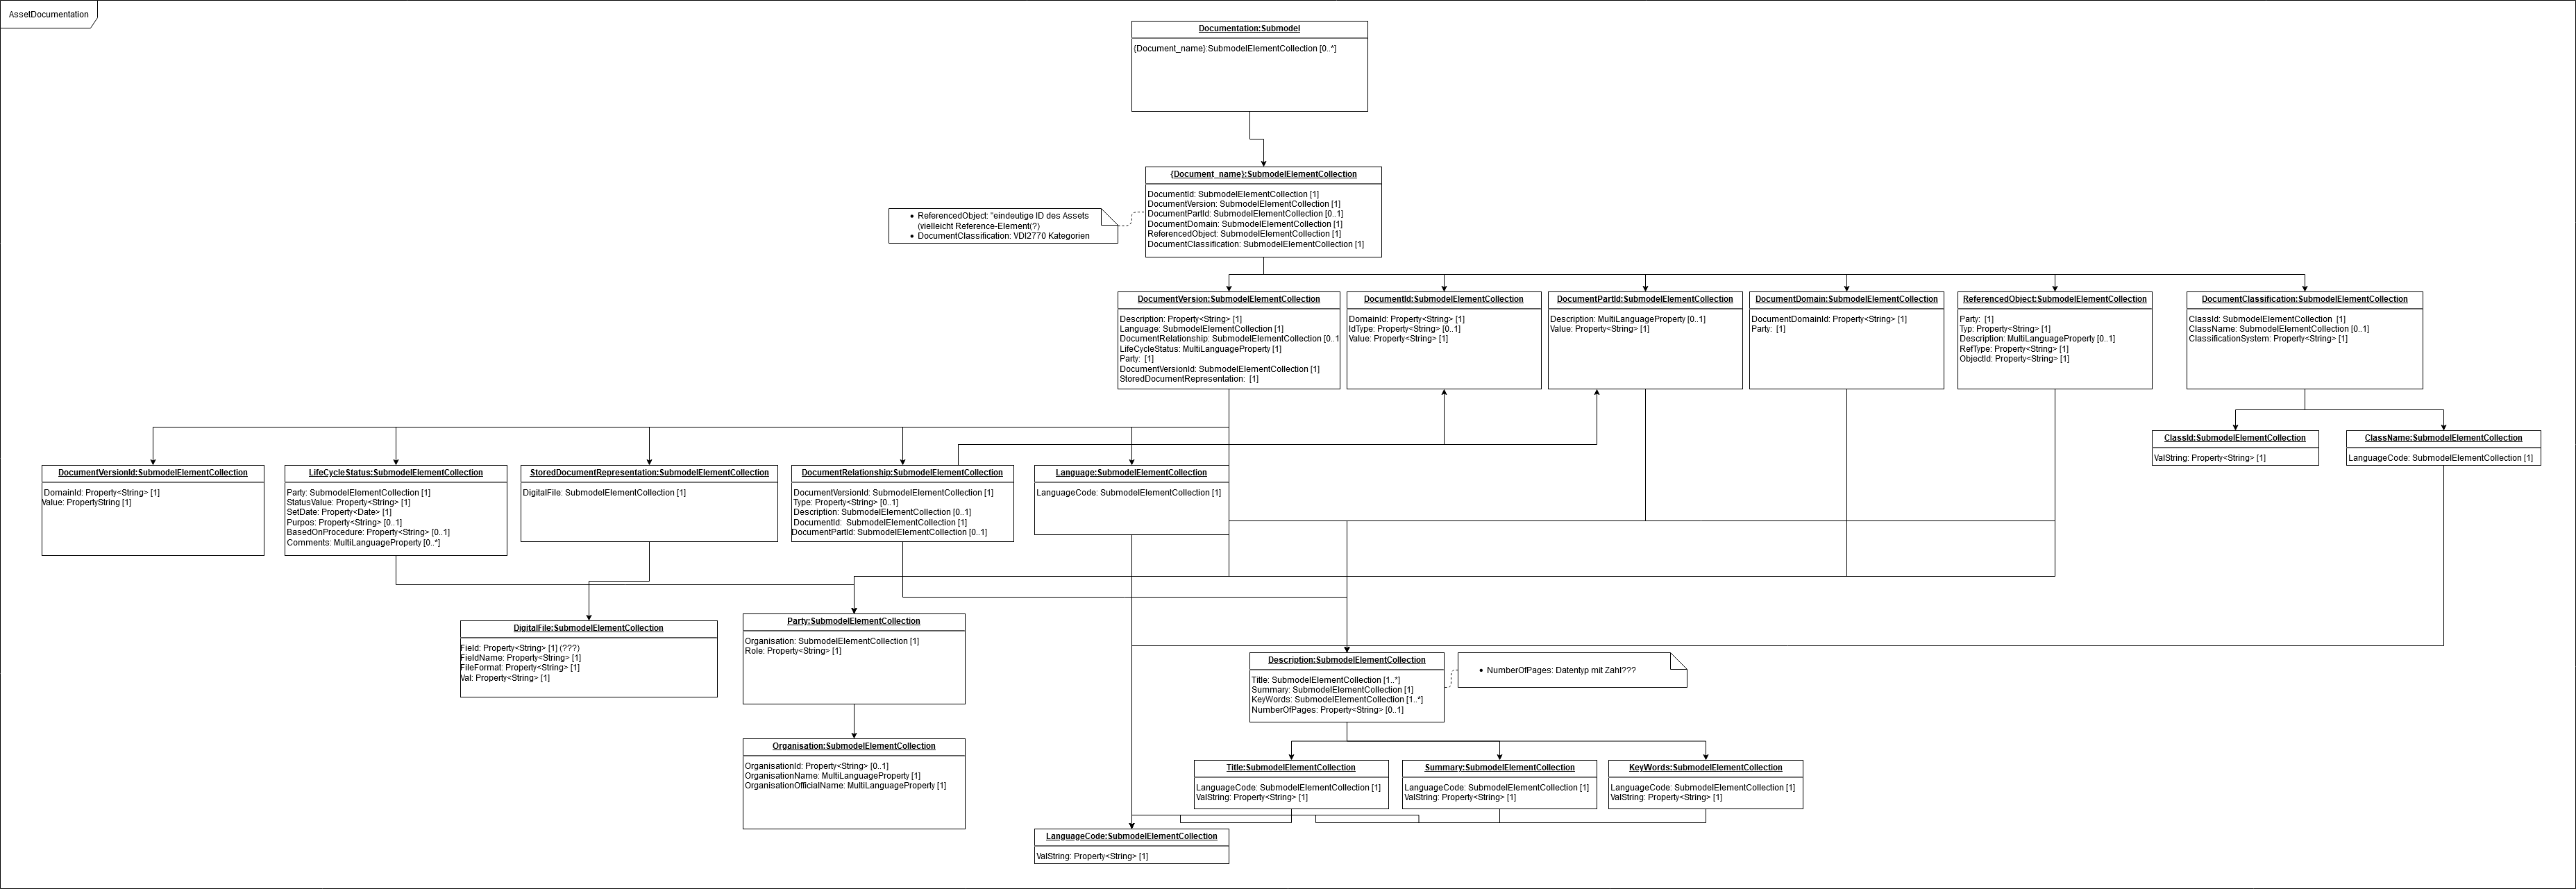 AssetDocumentation
Documentation:Submodel
{Document_name}:SubmodelElementCollection [0..*]
{Document_name}:SubmodelElementCollection
DocumentId: SubmodelElementCollection [1]
DocumentVersion: SubmodelElementCollection [1]
DocumentPartId: SubmodelElementCollection [0..1]
DocumentDomain: SubmodelElementCollection [1]
ReferencedObject: SubmodelElementCollection [1]
DocumentClassification: SubmodelElementCollection [1]
• ReferencedObject: "eindeutige ID des Assets
(vielleicht Reference-Element(?)
• DocumentClassification: VDI2770 Kategorien
DocumentVersion:SubmodelElementCollection
Description: Property<String> [1]
Language: SubmodelElementCollection [1]
DocumentRelationship: SubmodelElementCollection [0..1
LifeCycleStatus: MultiLanguageProperty [1]
Party:  [1]
DocumentVersionId: SubmodelElementCollection [1]
StoredDocumentRepresentation:  [1]
DocumentId:SubmodelElementCollection
DomainId: Property<String> [1]
IdType: Property<String> [0..1]
Value: Property<String> [1]
DocumentPartId:SubmodelElementCollection
Description: MultiLanguageProperty [0..1]
Value: Property<String> [1]
DocumentDomain:SubmodelElementCollection
DocumentDomainId: Property<String> [1]
Party:  [1]
ReferencedObject:SubmodelElementCollection
Party:  [1]
Typ: Property<String> [1]
Description: MultiLanguageProperty [0..1]
RefType: Property<String> [1]
ObjectId: Property<String> [1]
DocumentClassification:SubmodelElementCollection
ClassId: SubmodelElementCollection  [1]
ClassName: SubmodelElementCollection [0..1]
ClassificationSystem: Property<String> [1]
ClassId:SubmodelElementCollection
ValString: Property<String> [1]
ClassName:SubmodelElementCollection
LanguageCode: SubmodelElementCollection [1]
DocumentVersionId:SubmodelElementCollection
DomainId: Property<String> [1]
Value: PropertyString [1]
LifeCycleStatus:SubmodelElementCollection
Party: SubmodelElementCollection [1]
StatusValue: Property<String> [1]
SetDate: Property<Date> [1]
Purpos: Property<String> [0..1]
BasedOnProcedure: Property<String> [0..1]
Comments: MultiLanguageProperty [0..*]
StoredDocumentRepresentation:SubmodelElementCollection
DigitalFile: SubmodelElementCollection [1]
DocumentRelationship:SubmodelElementCollection
DocumentVersionId: SubmodelElementCollection [1]
Type: Property<String> [0..1]
Description: SubmodelElementCollection [0..1]
DocumentId:  SubmodelElementCollection [1]
DocumentPartId: SubmodelElementCollection [0..1]
Language:SubmodelElementCollection
LanguageCode: SubmodelElementCollection [1]
DigitalFile:SubmodelElementCollection
Field: Property<String> [1] (???)
FieldName: Property<String> [1]
FileFormat: Property<String> [1]
Val: Property<String> [1]
Party:SubmodelElementCollection
Organisation: SubmodelElementCollection [1]
Role: Property<String> [1]
Description:SubmodelElementCollection
Title: SubmodelElementCollection [1..*]
Summary: SubmodelElementCollection [1]
KeyWords: SubmodelElementCollection [1..*]
NumberOfPages: Property<String> [0..1]
• NumberOfPages: Datentyp mit Zahl???
Organisation:SubmodelElementCollection
OrganisationId: Property<String> [0..1]
OrganisationName: MultiLanguageProperty [1]
OrganisationOfficialName: MultiLanguageProperty [1]
Title:SubmodelElementCollection
LanguageCode: SubmodelElementCollection [1]
ValString: Property<String> [1]
Summary:SubmodelElementCollection
LanguageCode: SubmodelElementCollection [1]
ValString: Property<String> [1]
KeyWords:SubmodelElementCollection
LanguageCode: SubmodelElementCollection [1]
ValString: Property<String> [1]
LanguageCode:SubmodelElementCollection
ValString: Property<String> [1]